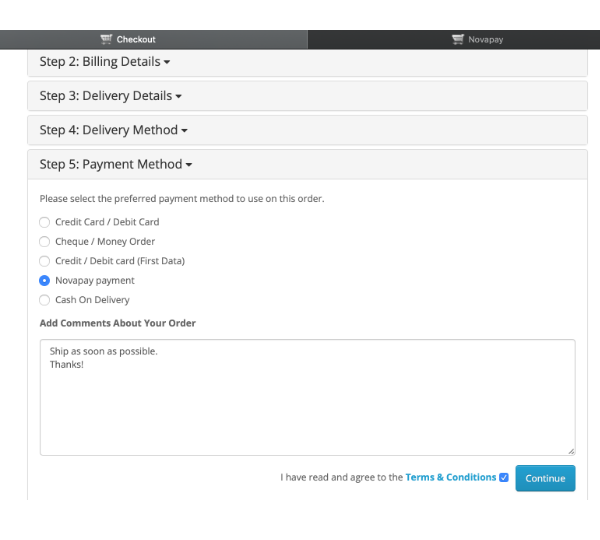 Checkout
Novapay
Step 2: Billing Details
Step 3: Delivery Details
Step 4: Delivery Method
Step 5: Payment Method
Please select the preferred payment method to use on this order.
Credit Card / Debit Card
Cheque / Money Order
Credit / Debit card (First Data)
Novapay payment
Cash On Delivery
Add Comments About Your Order
Ship as soon as possible.
Thanks!
I have read and agree to the Terms & Conditions
Continue